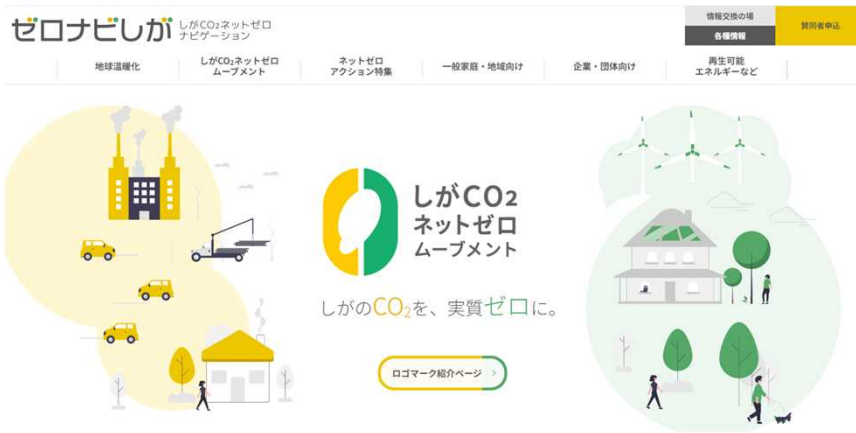 ゼロナビしが
しがCO₂ネットゼロ
ナビゲーション
情報交換の場
各種情報
賛同者申込
地球温暖化
しがCO₂ネットゼロ
ムーブメント
ネットゼロ
アクション特集
一般家庭・地域向け
企業・団体向け
再生可能
エネルギーなど
しがCO2
ネットゼロ
ムーブメント
しがのCO₂を、実質ゼロに。
ロゴマーク紹介ページ